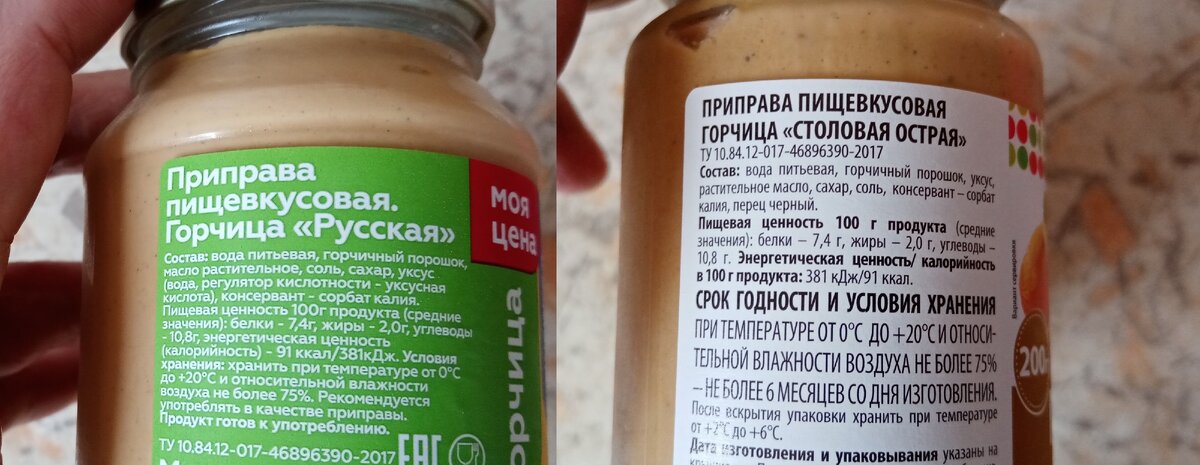 Приправа
пищевкусовая.
Горчица «Русская»
Состав: вода питьевая, горчичный порошок,
масло растительное, соль, сахар, уксус
(вода, регулятор кислотности - уксусная
кислота), консервант - сорбат калия.
Пищевая ценность 100г продукта (средние
значения): белки - 7,4г, жиры - 2,0г, углеводы
- 10,8г, энергетическая ценность
(калорийность) - 91 ккал/381кДж. Условия
хранения: хранить при температуре от 0°С
до +20°С и относительной влажности
воздуха не более 75%. Рекомендуется
употреблять в качестве приправы.
Продукт готов к употреблению.
ТУ 10.84.12-017-46896390-2017
EAC
МОЯ
цена
орчица
ПРИПРАВА ПИЩЕВКУСОВАЯ
ГОРЧИЦА «СТОЛОВАЯ ОСТРАЯ»
ТУ 10.84.12-017-46896390-2017
Состав: вода питьевая, горчичный порошок, уксус,
растительное масло, сахар, соль, консервант – сорбат
калия, перец черный.
Пищевая ценность 100 г продукта (средние
значения): белки – 7,4 г, жиры – 2,0 г, углеводы –
10,8 г. Энергетическая ценность/ калорийность
в 100 г продукта: 381 кДж/91 ккал.
СРОК ГОДНОСТИ И УСЛОВИЯ ХРАНЕНИЯ
ПРИ ТЕМПЕРАТУРЕ ОТ 0°С ДО +20°С И ОТНОСИ-
ТЕЛЬНОЙ ВЛАЖНОСТИ ВОЗДУХА НЕ БОЛЕЕ 75%
– НЕ БОЛЕЕ 6 МЕСЯЦЕВ СО ДНЯ ИЗГОТОВЛЕНИЯ.
После вскрытия упаковки хранить при температуре
от +2°С до +6°С.
Дата изготовления и упаковывания указаны на
Вариант сервировки
200